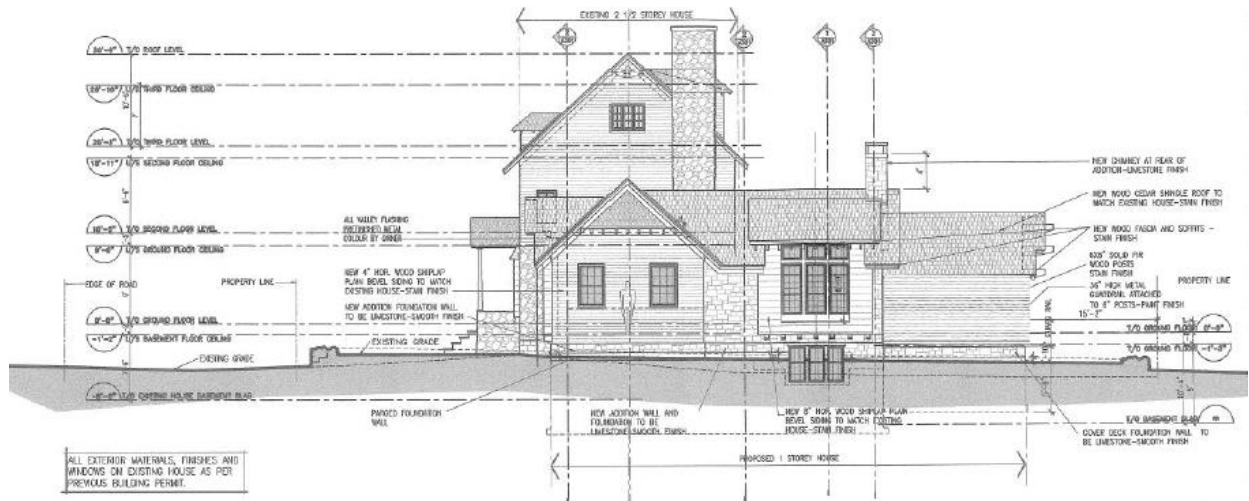 EXISTING 2 1/2 STOREY HOUSE
T/O ROOF LEVEL
U/S THIRD FLOOR CEILING
T/O THIRD FLOOR LEVEL
18'-11" U/S SECOND FLOOR CEILING
T/O SECOND FLOOR LEVEL
U/S GROUND FLOOR CEILING
T/O GROUND FLOOR LEVEL
U/S BASEMENT FLOOR CEILING
T/O EXISTING HOUSE BASEMENT SLAB
EDGE OF ROAD
PROPERTY LINE
EXISTING GRADE
EXISTING GRADE
ALL VALLEY FLASHING
PREFINISHED METAL
COLOUR BY OWNER
NEW 4" HOR. WOOD SHIPLAP
PLAIN BEVEL SIDING TO MATCH
EXISTING HOUSE-STAIN FINISH
NEW ADDITION FOUNDATION WALL
TO BE LIMESTONE-SMOOTH FINISH
NEW CHIMNEY AT REAR OF
ADDITION-LIMESTONE FINISH
NEW WOOD CEDAR SHINGLE ROOF TO
MATCH EXISTING HOUSE-STAIN FINISH
NEW WOOD FASCIA AND SOFFITS -
STAIN FINISH
SOLID FIR
WOOD POSTS
STAIN FINISH
36" HIGH METAL
GUARDRAIL ATTACHED
TO 6" POSTS-PAINT FINISH
15'-2"
PROPERTY LINE
T/O GROUND FLOOR
T/O GROUND FLOOR
T/O BASEMENT SLAB
PARGED FOUNDATION
WALL
NEW ADDITION WALL AND
FOUNDATION TO BE
LIMESTONE-SMOOTH FINISH
NEW 8" HOR. WOOD SHIPLAP PLAIN
BEVEL SIDING TO MATCH EXISTING
HOUSE-STAIN FINISH
COVER DECK FOUNDATION WALL TO
BE LIMESTONE-SMOOTH FINISH
PROPOSED 1 STOREY HOUSE
ALL EXTERIOR MATERIALS, FINISHES AND
WINDOWS ON EXISTING HOUSE AS PER
PREVIOUS BUILDING PERMIT.